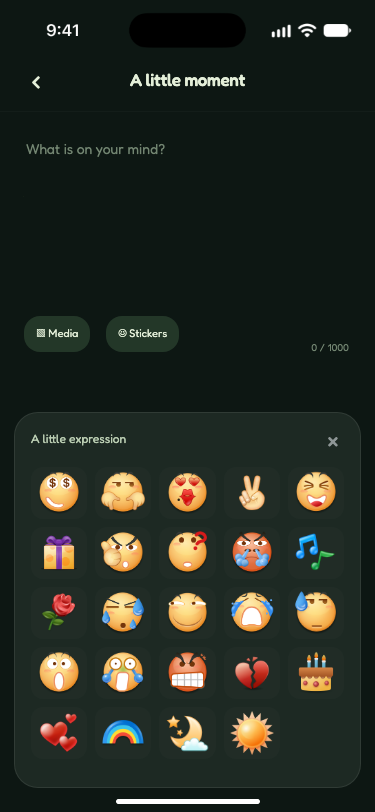 9:41
A little moment
What is on your mind?
Media
Stickers
0 / 1000
A little expression